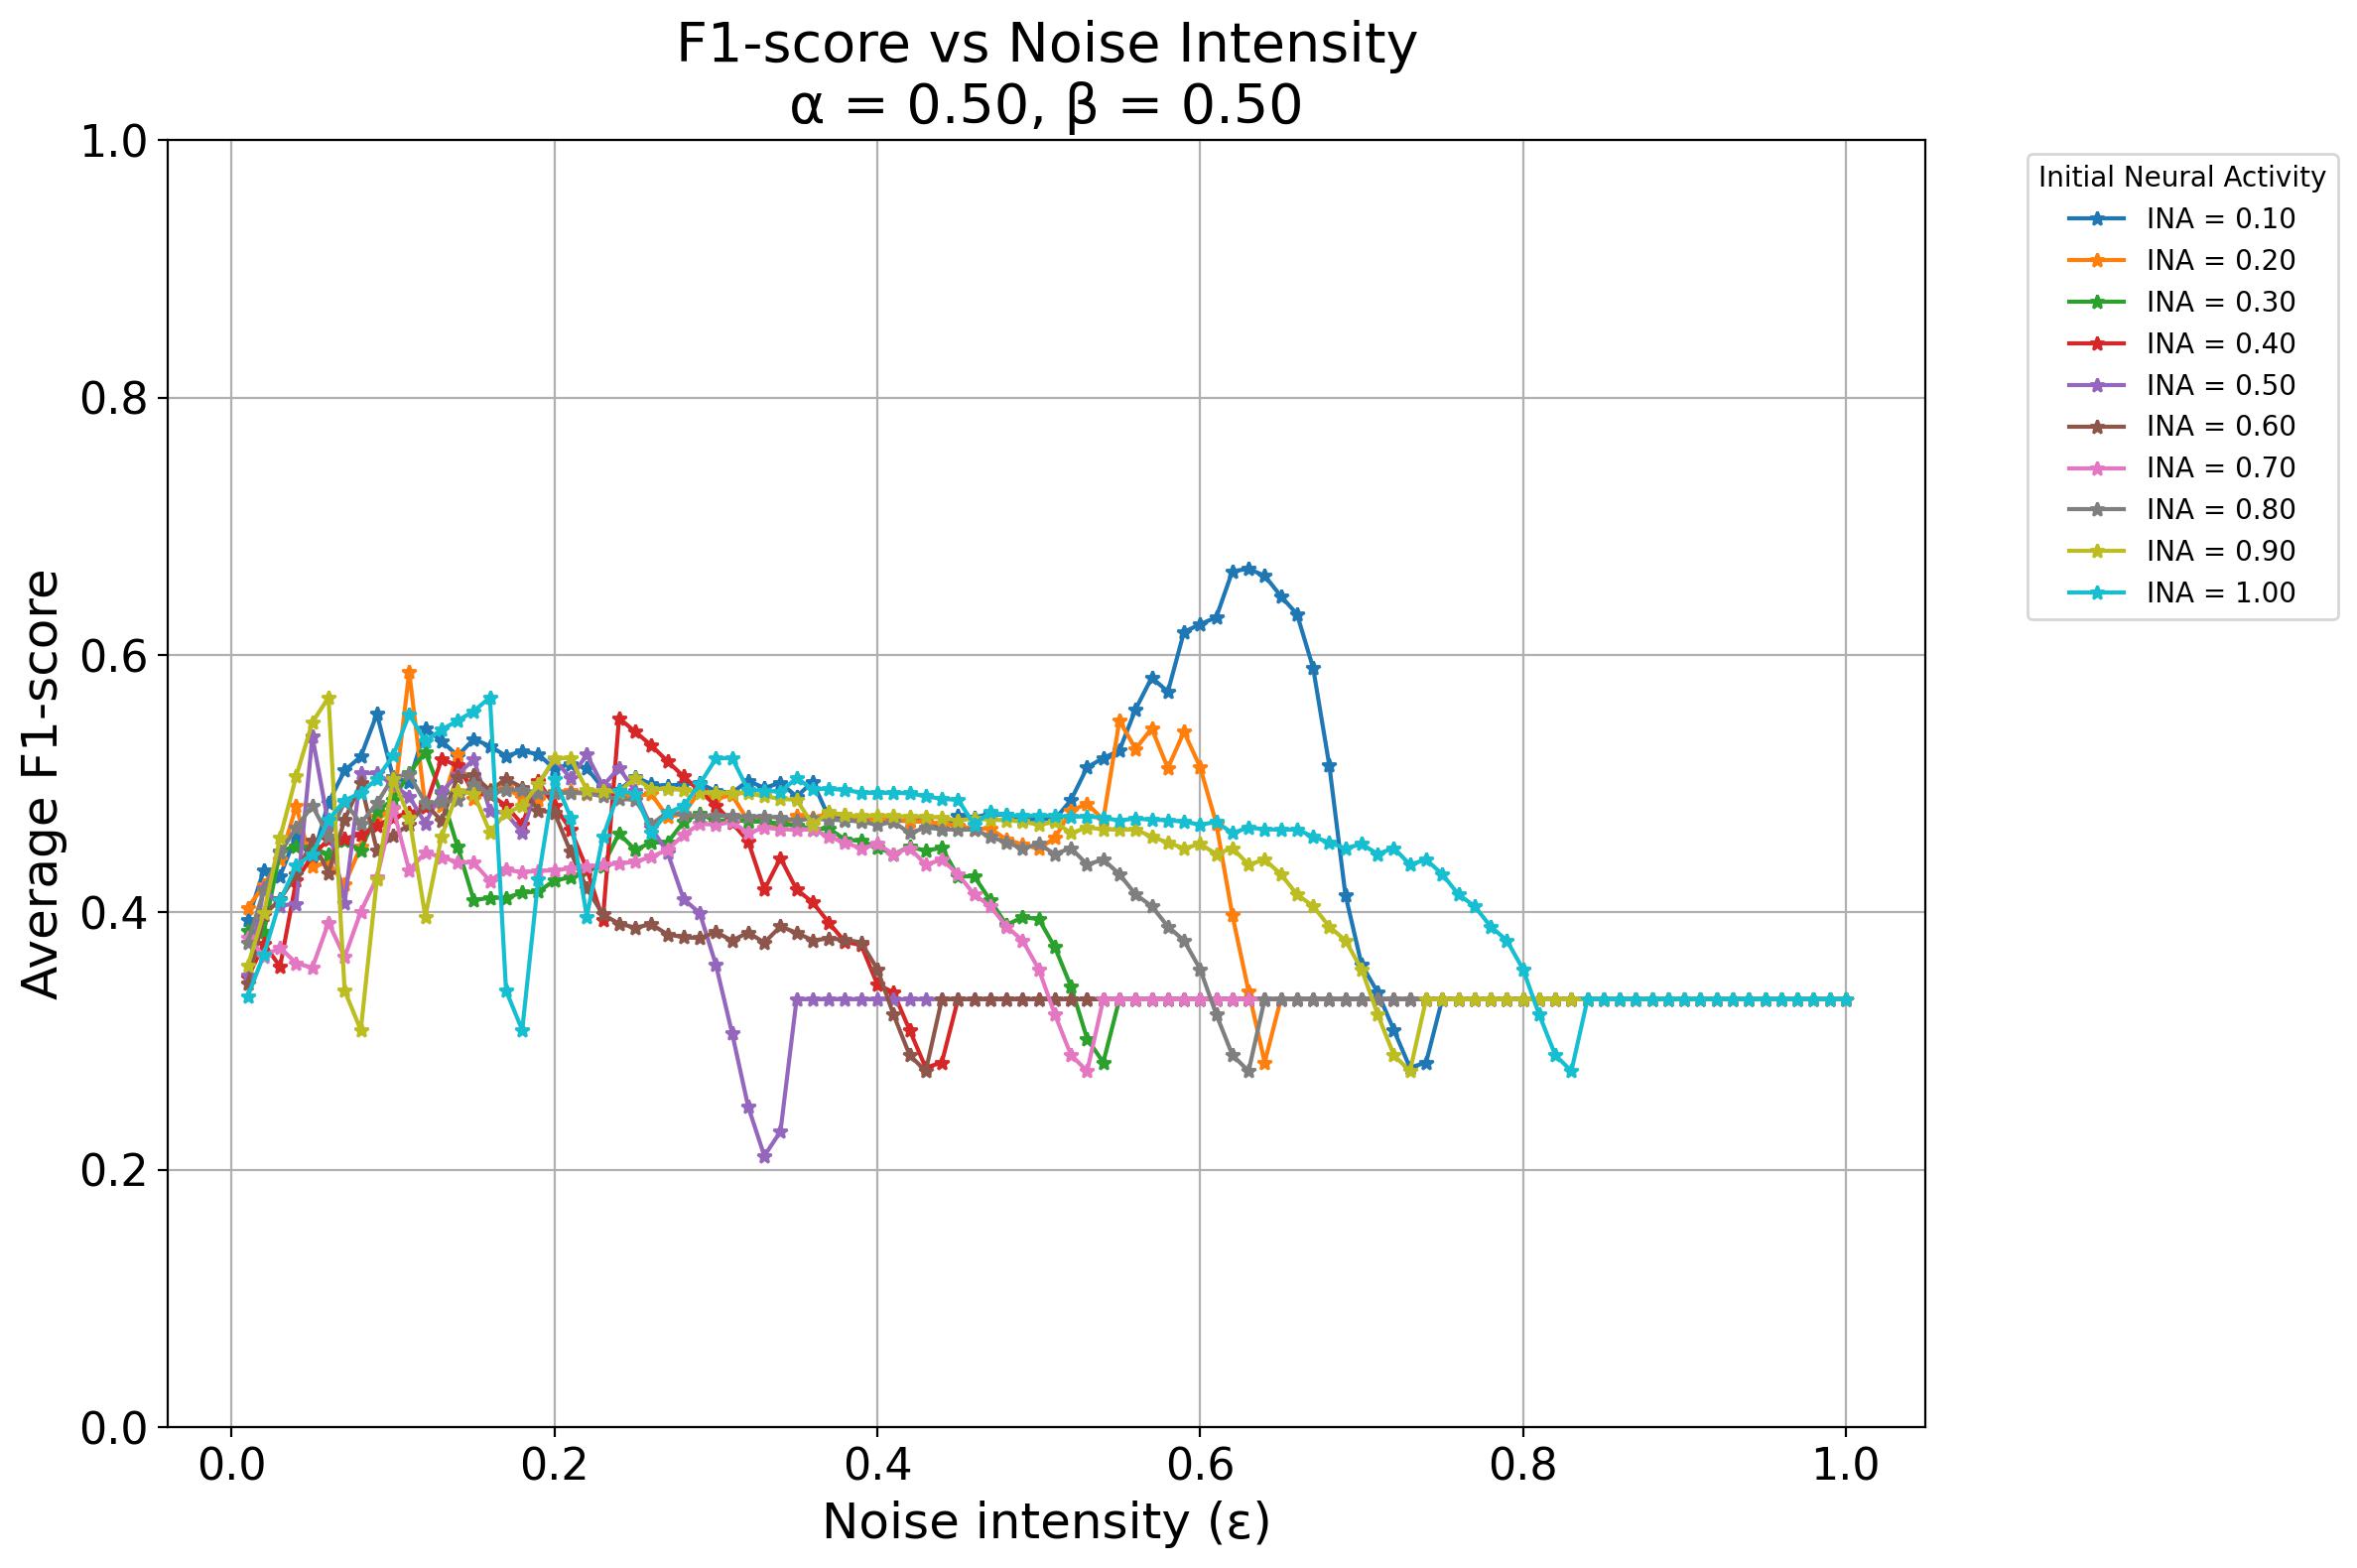 F1-score vs Noise Intensity
α = 0.50, β = 0.50
1.0
0.8
0.6
0.4
0.2
0.0
Average F1-score
0.0 0.2 0.4 0.6 0.8 1.0
Noise intensity (ε)
Initial Neural Activity
INA = 0.10
INA = 0.20
INA = 0.30
INA = 0.40
INA = 0.50
INA = 0.60
INA = 0.70
INA = 0.80
INA = 0.90
INA = 1.00